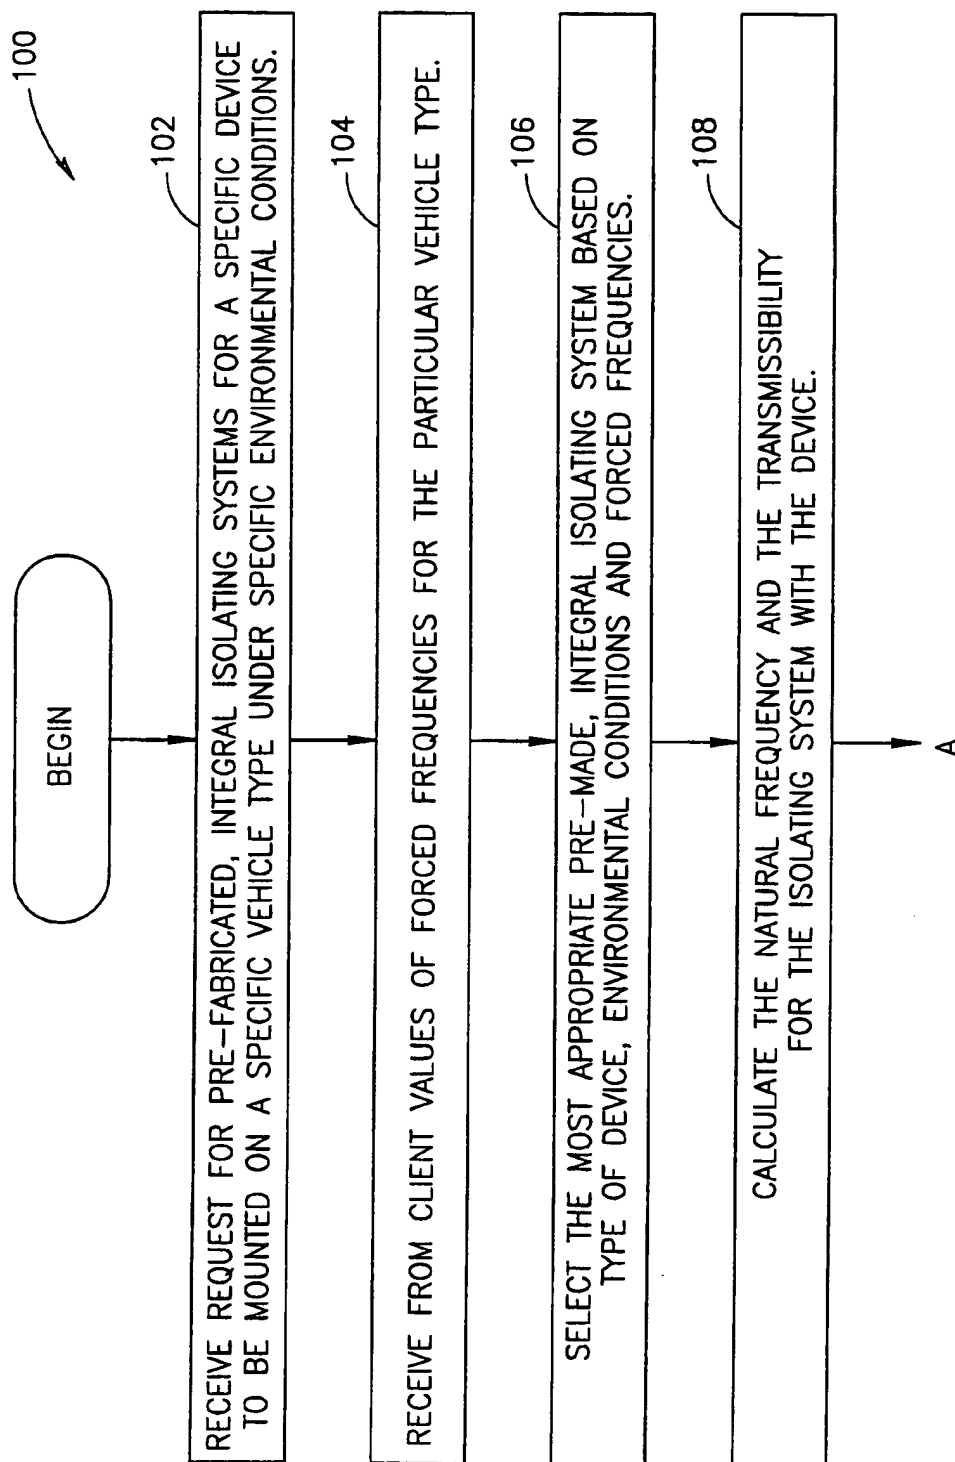 100
BEGIN
102
RECEIVE REQUEST FOR PRE-FABRICATED, INTEGRAL ISOLATING SYSTEMS FOR A SPECIFIC DEVICE
TO BE MOUNTED ON A SPECIFIC VEHICLE TYPE UNDER SPECIFIC ENVIRONMENTAL CONDITIONS.
104
RECEIVE FROM CLIENT VALUES OF FORCED FREQUENCIES FOR THE PARTICULAR VEHICLE TYPE.
106
SELECT THE MOST APPROPRIATE PRE-MADE, INTEGRAL ISOLATING SYSTEM BASED ON
TYPE OF DEVICE, ENVIRONMENTAL CONDITIONS AND FORCED FREQUENCIES.
108
CALCULATE THE NATURAL FREQUENCY AND THE TRANSMISSIBILITY
FOR THE ISOLATING SYSTEM WITH THE DEVICE.
A